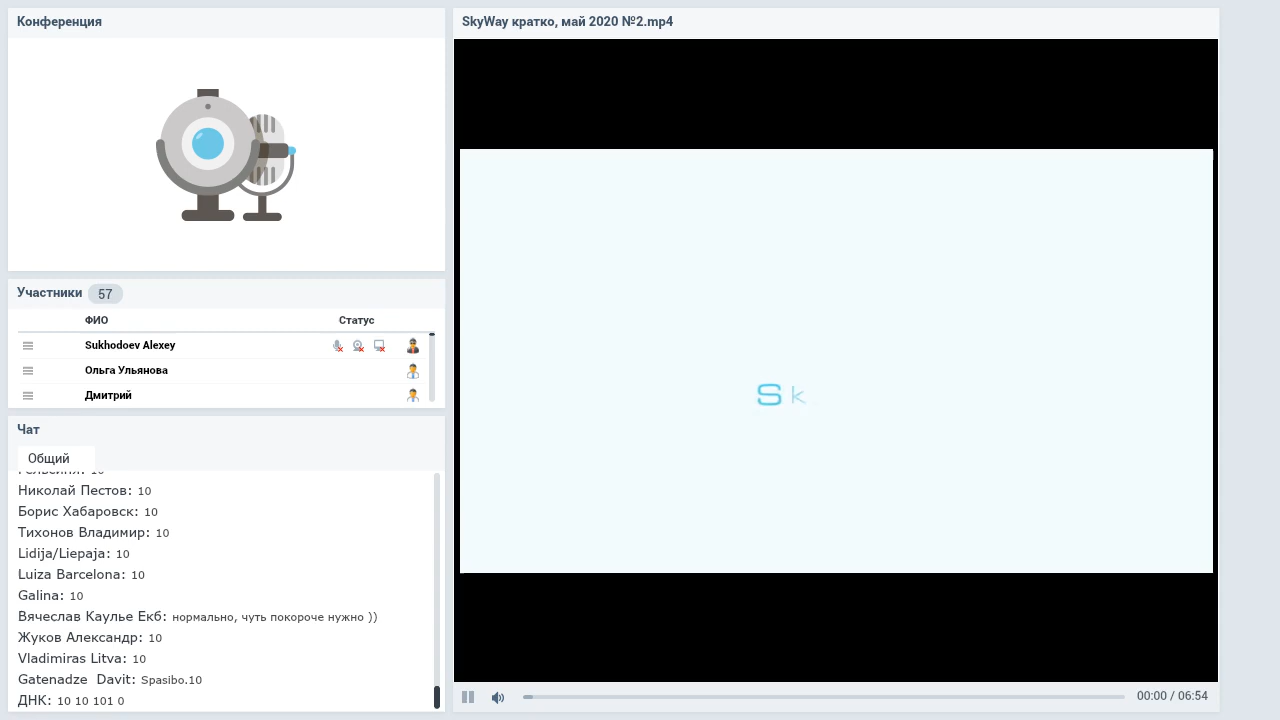 Конференция
SkyWay кратко, май 2020 №2.mp4
Участники 57
ФИО Статус
Sukhodoev Alexey
Ольга Ульянова
Дмитрий
Чат
Общий
Николай Пестов: 10
Борис Хабаровск: 10
Тихонов Владимир: 10
Lidija/Liepaja: 10
Luiza Barcelona: 10
Galina: 10
Вячеслав Каулье Екб: нормально, чуть покороче нужно ))
Жуков Александр: 10
Vladimiras Litva: 10
Gatenadze Davit: Spasibo.10
ДНК: 10 10 101 0
S k
00:00 / 06:54